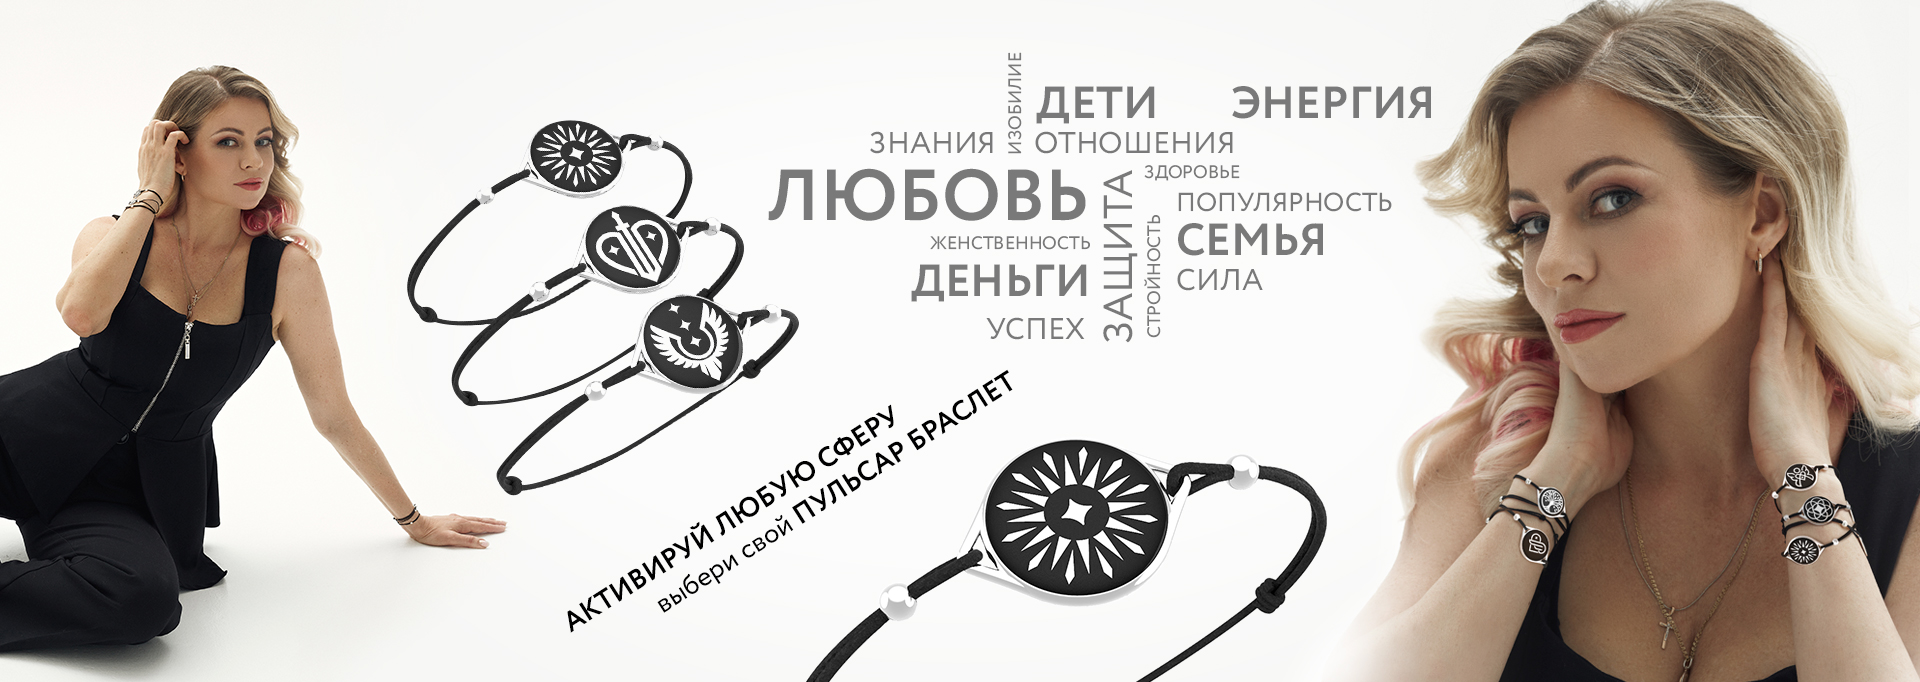 ИЗОБИЛИЕ
ДЕТИ
ЭНЕРГИЯ
ЗНАНИЯ
ОТНОШЕНИЯ
ЛЮБОВЬ
ЗДОРОВЬЕ
ЗАЩИТА
ПОПУЛЯРНОСТЬ
ЖЕНСТВЕННОСТЬ
СТРОЙНОСТЬ
СЕМЬЯ
ДЕНЬГИ
СИЛА
УСПЕХ
АКТИВИРУЙ ЛЮБУЮ СФЕРУ
выбери свой ПУЛЬСАР БРАСЛЕТ